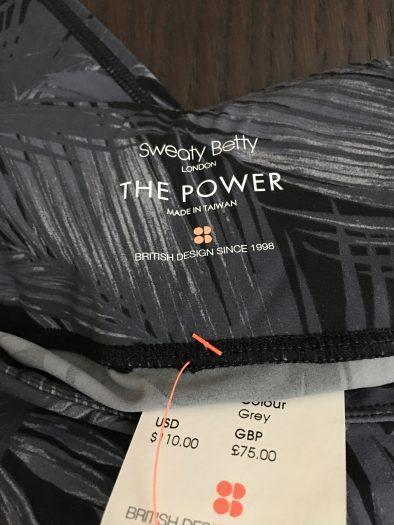 Sweaty Betty
LONDON
THE POWER
MADE IN TAIWAN
BRITISH DESIGN SINCE 1998
Colour
Grey
USD GBP
$110.00 £75.00
BRITISH